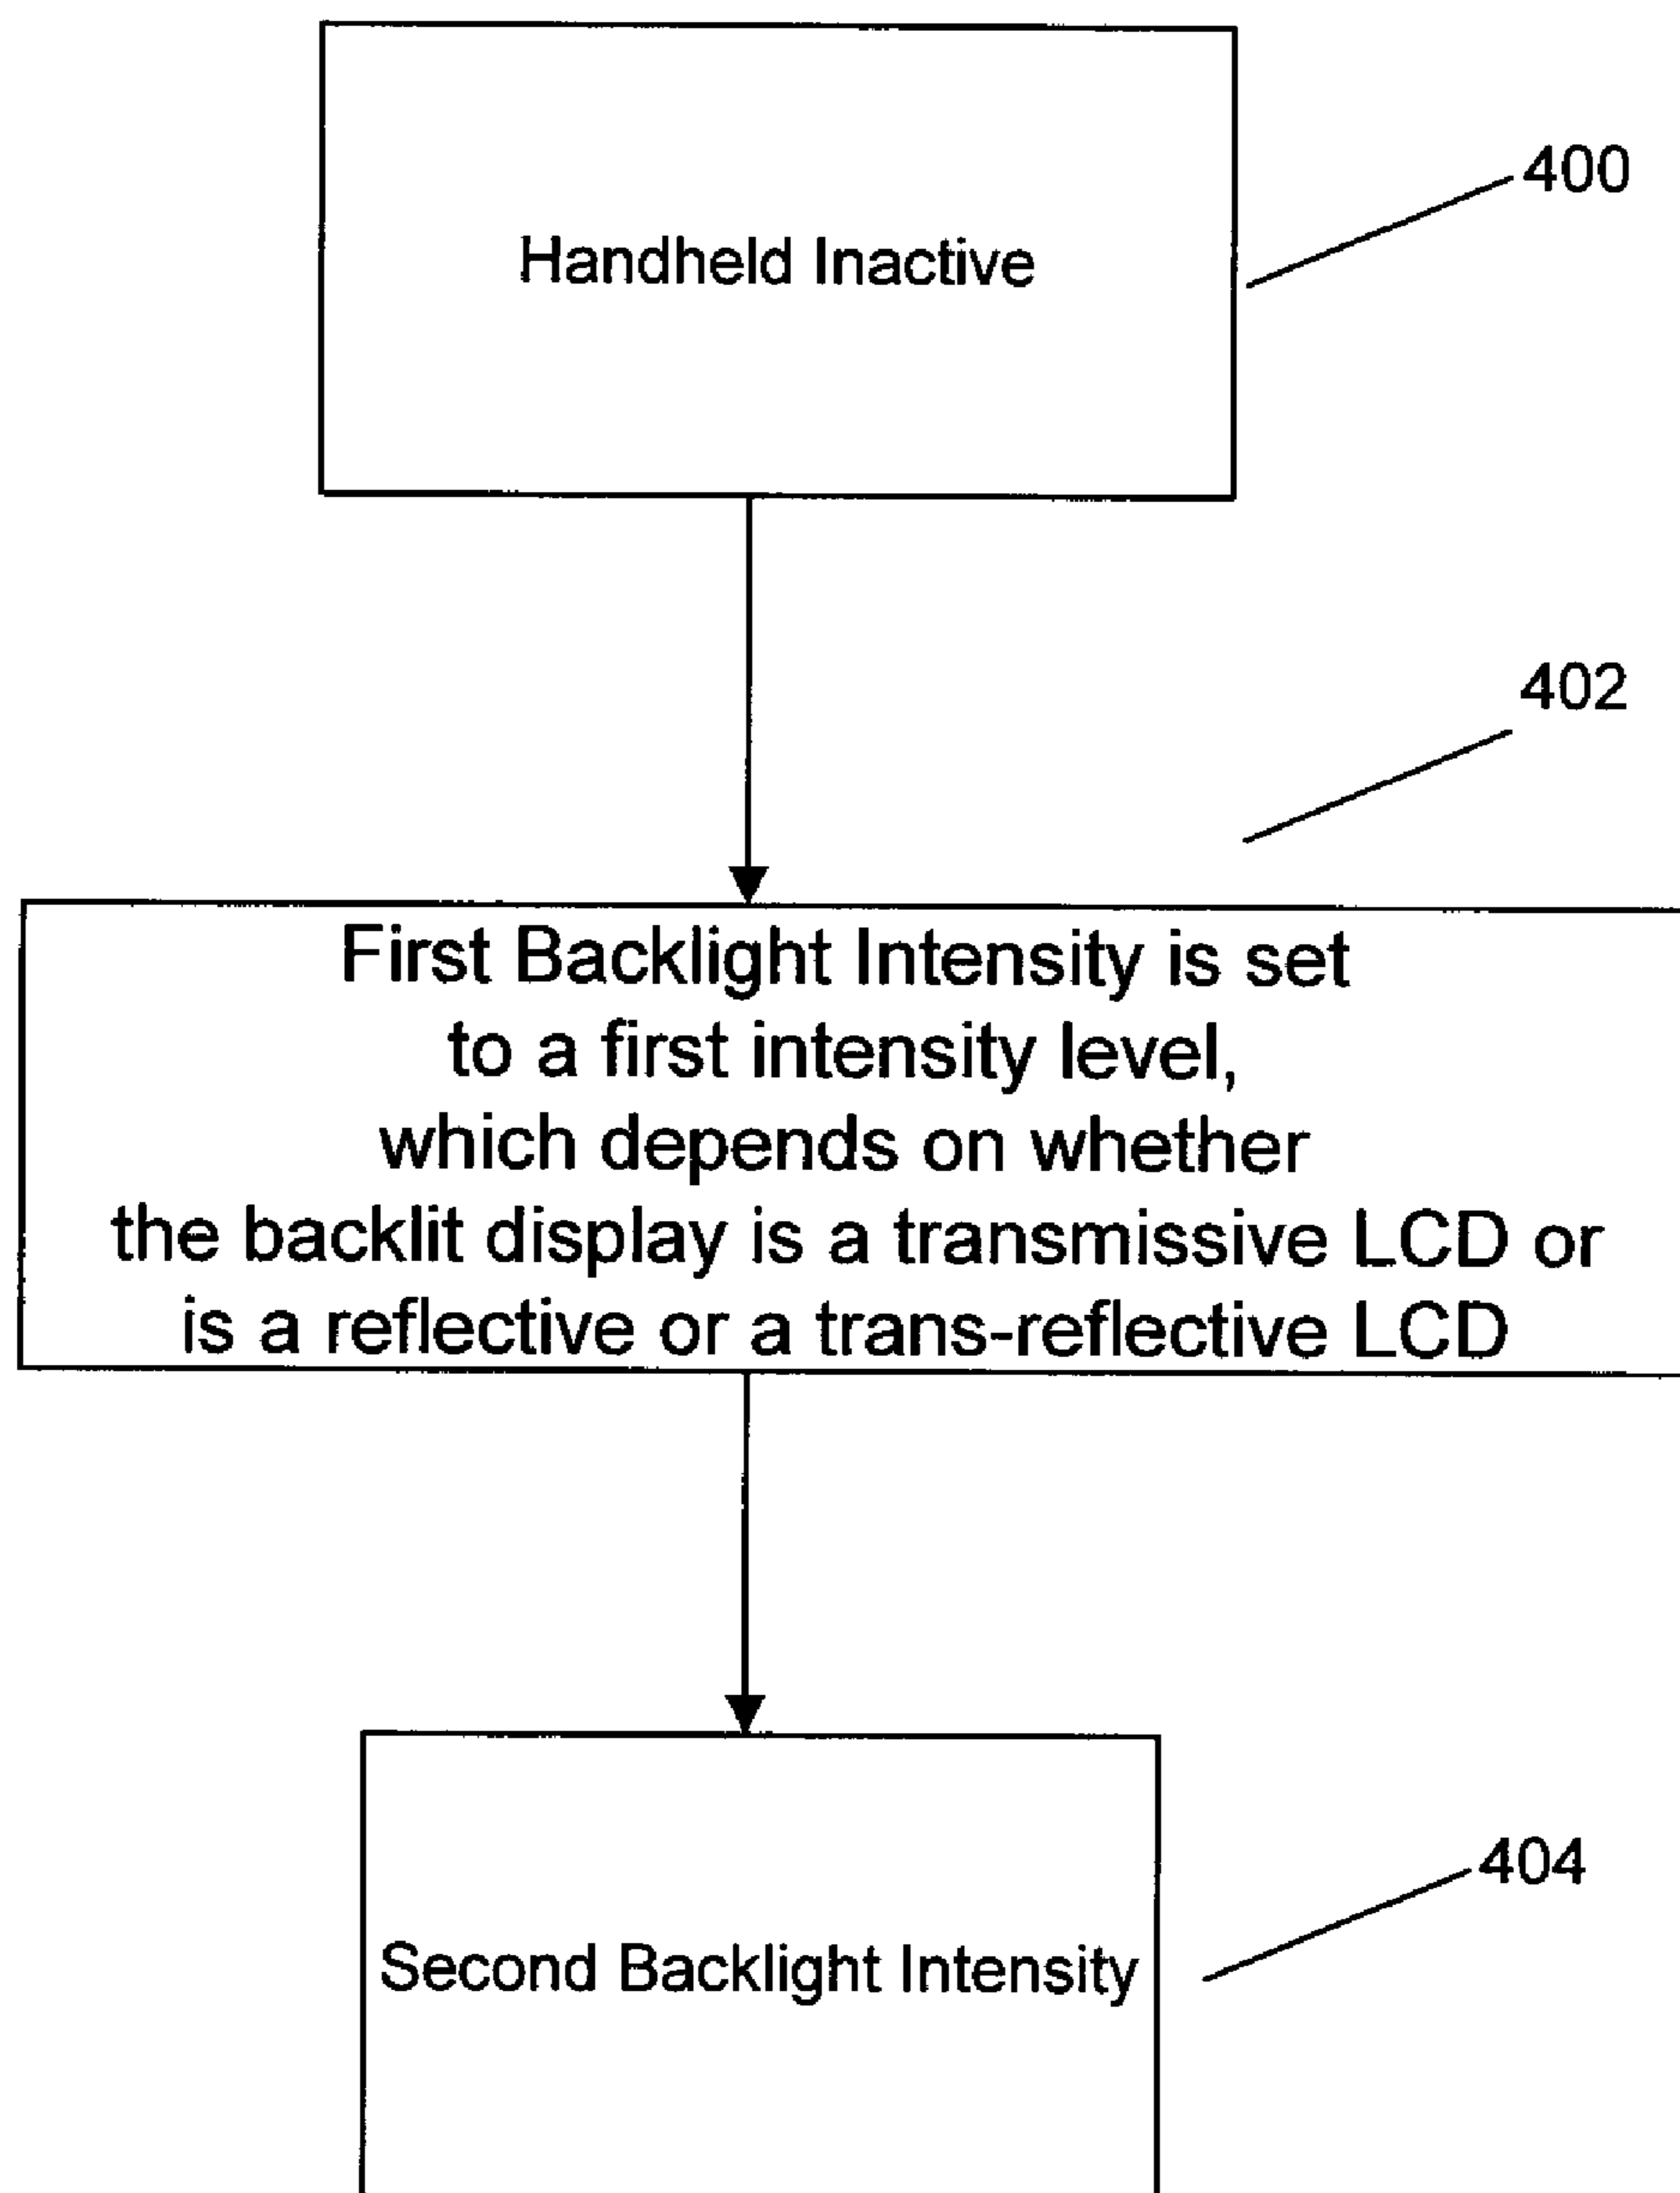 400
Handheld Inactive
402
First Backlight Intensity is set
to a first intensity level,
which depends on whether
the backlit display is a transmissive LCD or
is a reflective or a trans-reflective LCD
404
Second Backlight Intensity